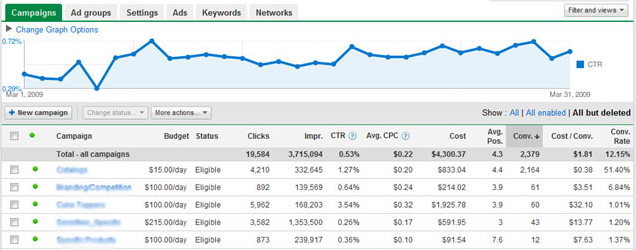 Campaigns Ad groups Settings Ads Keywords Networks Filter and views
Change Graph Options
0.72%
CTR
0.29%
Mar 1, 2009 Mar 31, 2009
+ New campaign Change status... More actions... Show : All | All enabled | All but deleted
Campaign Budget Status Clicks Impr. CTR ? Avg. CPC ? Cost Avg. Pos. Conv. ↓ Cost / Conv. Conv. Rate
Total - all campaigns 19,584 3,715,094 0.53% $0.22 $4,300.37 4.3 2,379 $1.81 12.15%
$15.00/day Eligible 4,210 332,645 1.27% $0.20 $833.04 4.4 2,164 $0.38 51.40%
Branding/Competition $100.00/day Eligible 892 139,569 0.64% $0.24 $214.02 3.9 61 $3.51 6.84%
$100.00/day Eligible 5,962 168,203 3.54% $0.32 $1,925.78 3.9 60 $32.10 1.01%
$215.00/day Eligible 3,582 1,353,500 0.26% $0.17 $591.95 3 43 $13.77 1.20%
$100.00/day Eligible 873 239,917 0.36% $0.10 $91.54 7.6 12 $7.63 1.37%